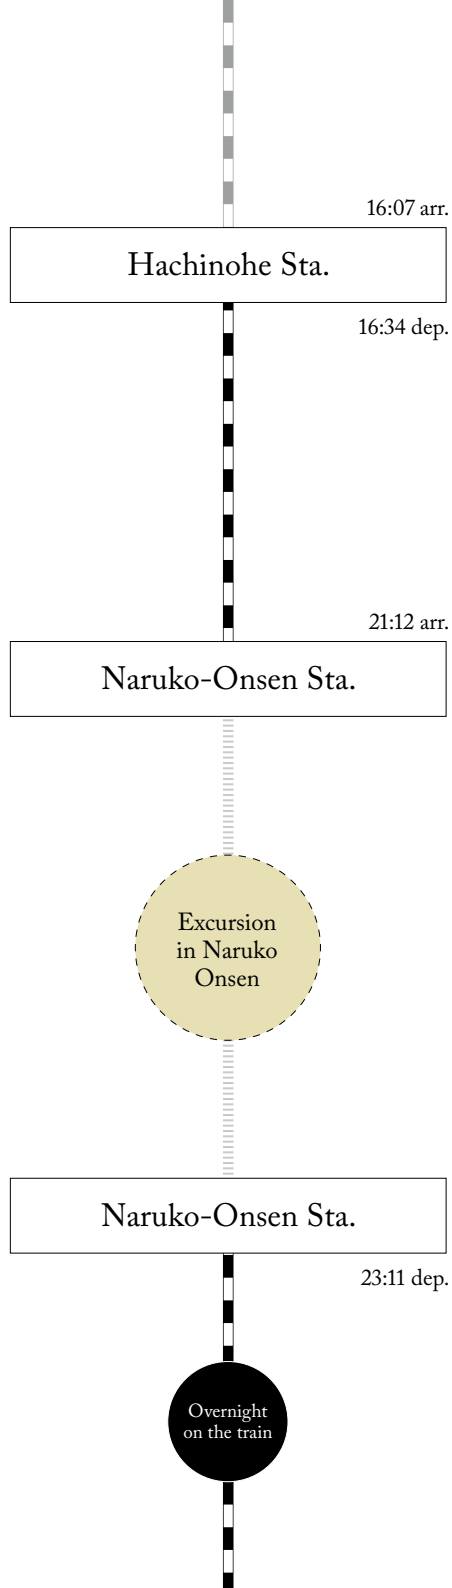 16:07 arr.
Hachinohe Sta.
16:34 dep.
21:12 arr.
Naruko-Onsen Sta.
Excursion
in Naruko
Onsen
Naruko-Onsen Sta.
23:11 dep.
Overnight
on the train